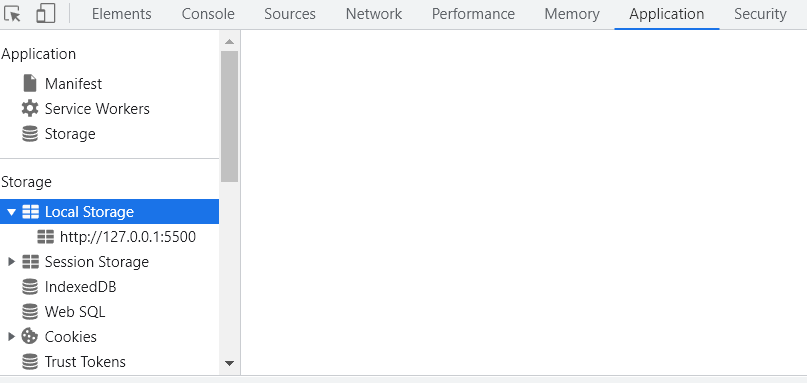 Elements Console Sources Network Performance Memory Application Security
Application
Manifest
Service Workers
Storage
Storage
Local Storage
http://127.0.0.1:5500
Session Storage
IndexedDB
Web SQL
Cookies
Trust Tokens